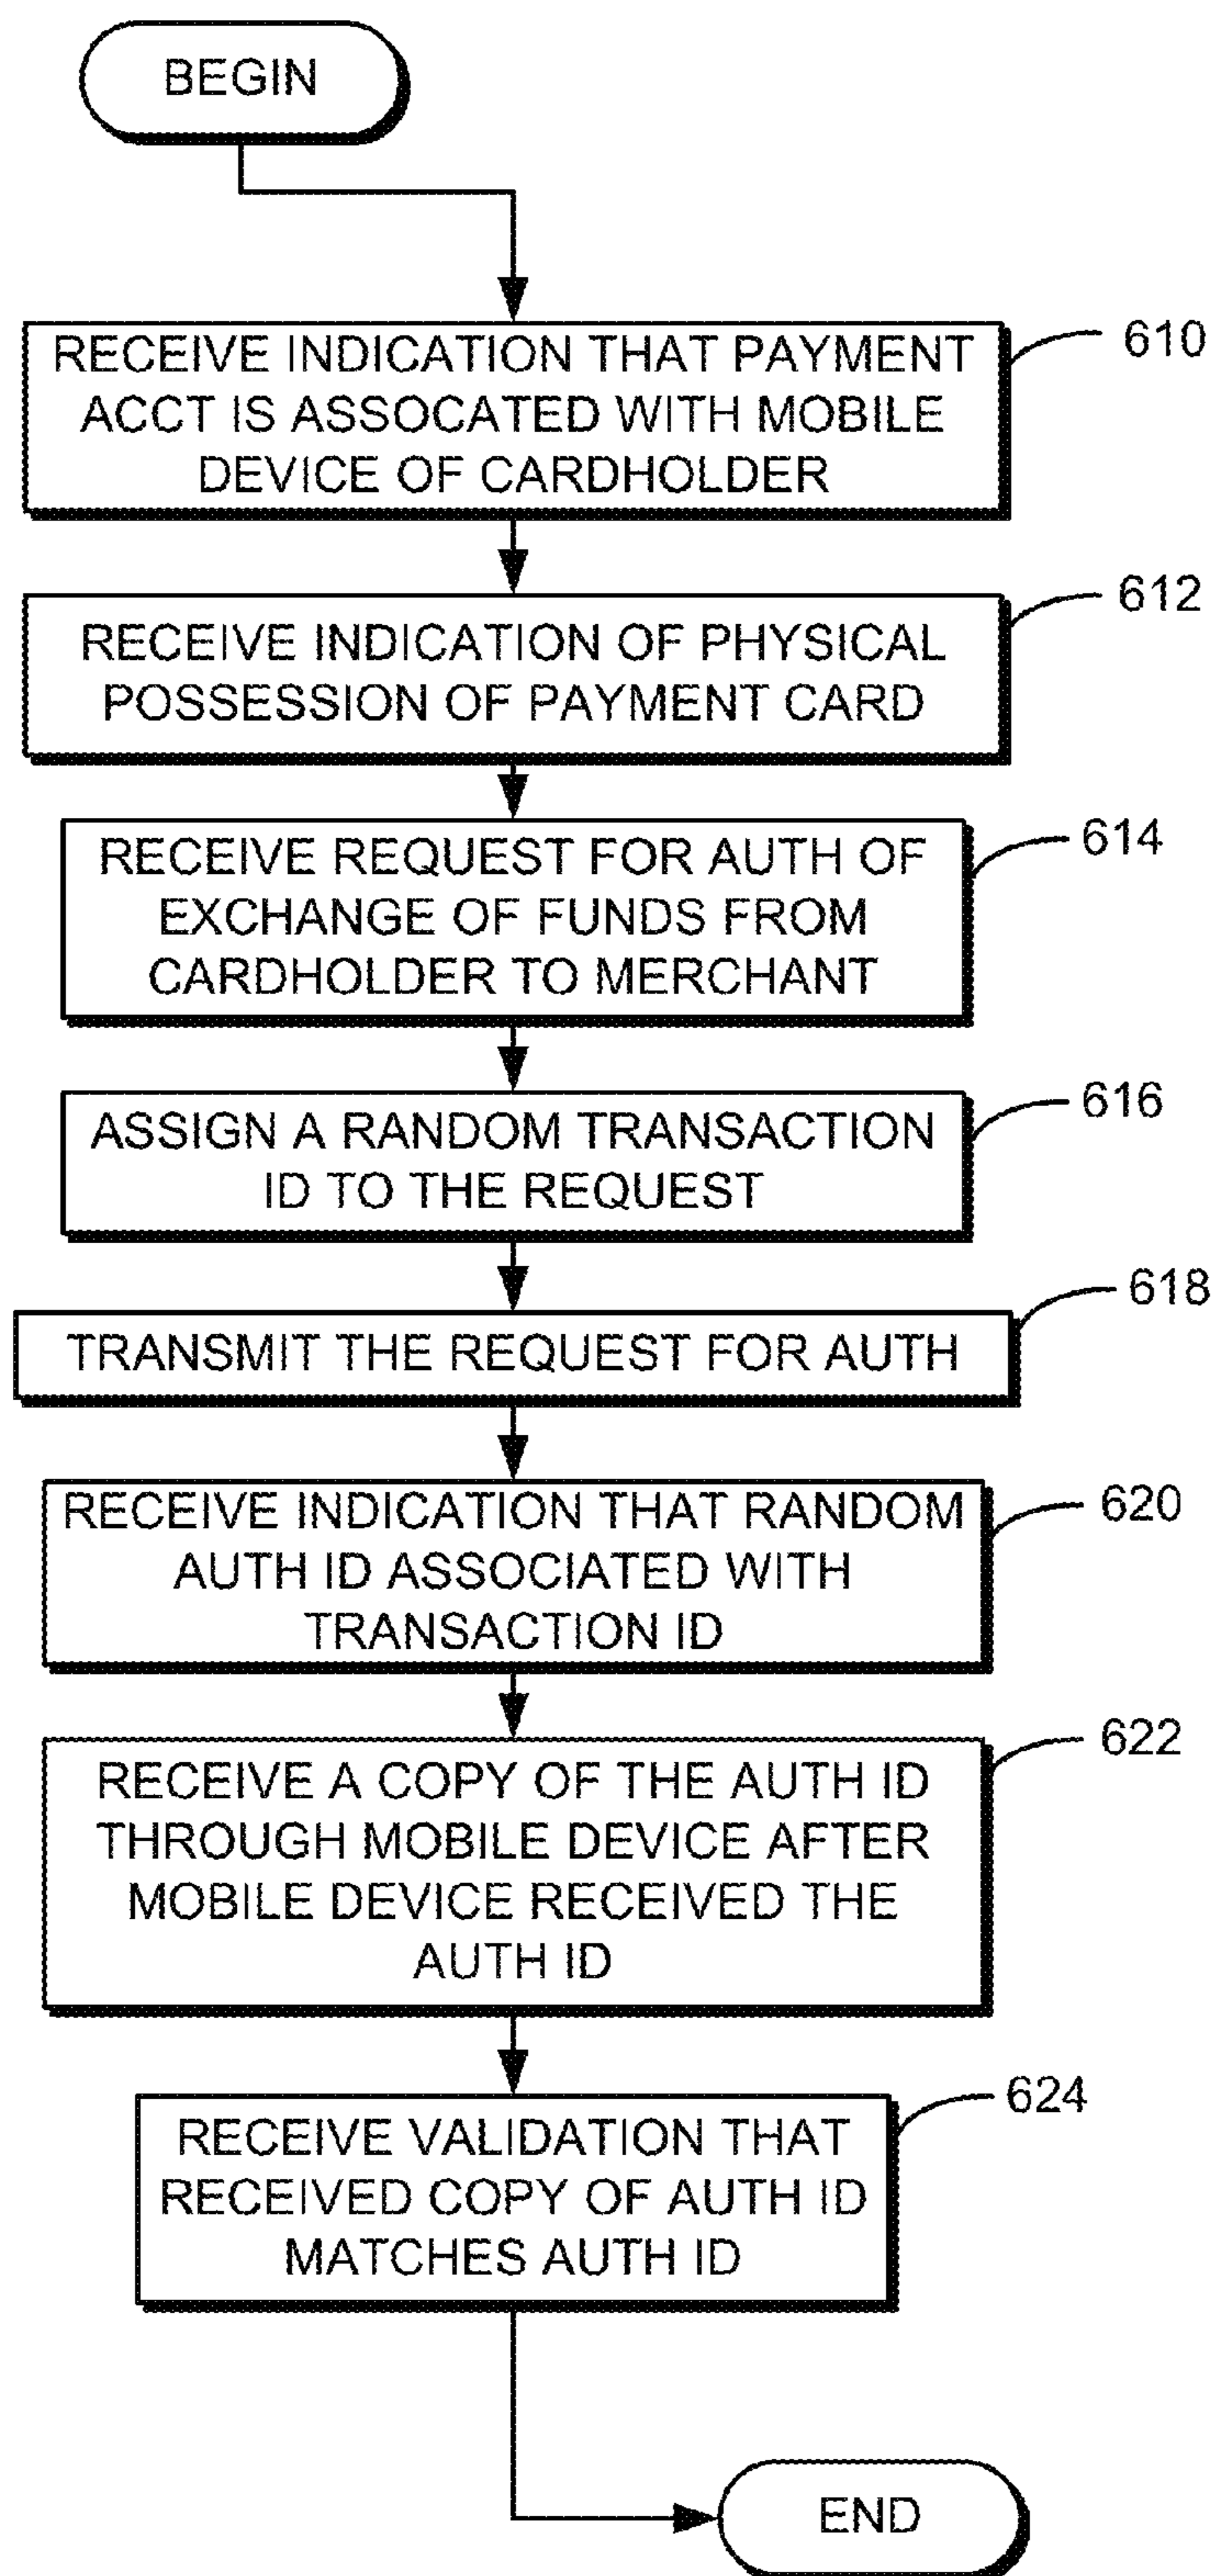 BEGIN
RECEIVE INDICATION THAT PAYMENT
ACCT IS ASSOCATED WITH MOBILE
DEVICE OF CARDHOLDER
610
RECEIVE INDICATION OF PHYSICAL
POSSESSION OF PAYMENT CARD
612
RECEIVE REQUEST FOR AUTH OF
EXCHANGE OF FUNDS FROM
CARDHOLDER TO MERCHANT
614
ASSIGN A RANDOM TRANSACTION
ID TO THE REQUEST
616
TRANSMIT THE REQUEST FOR AUTH
618
RECEIVE INDICATION THAT RANDOM
AUTH ID ASSOCIATED WITH
TRANSACTION ID
620
RECEIVE A COPY OF THE AUTH ID
THROUGH MOBILE DEVICE AFTER
MOBILE DEVICE RECEIVED THE
AUTH ID
622
RECEIVE VALIDATION THAT
RECEIVED COPY OF AUTH ID
MATCHES AUTH ID
624
END